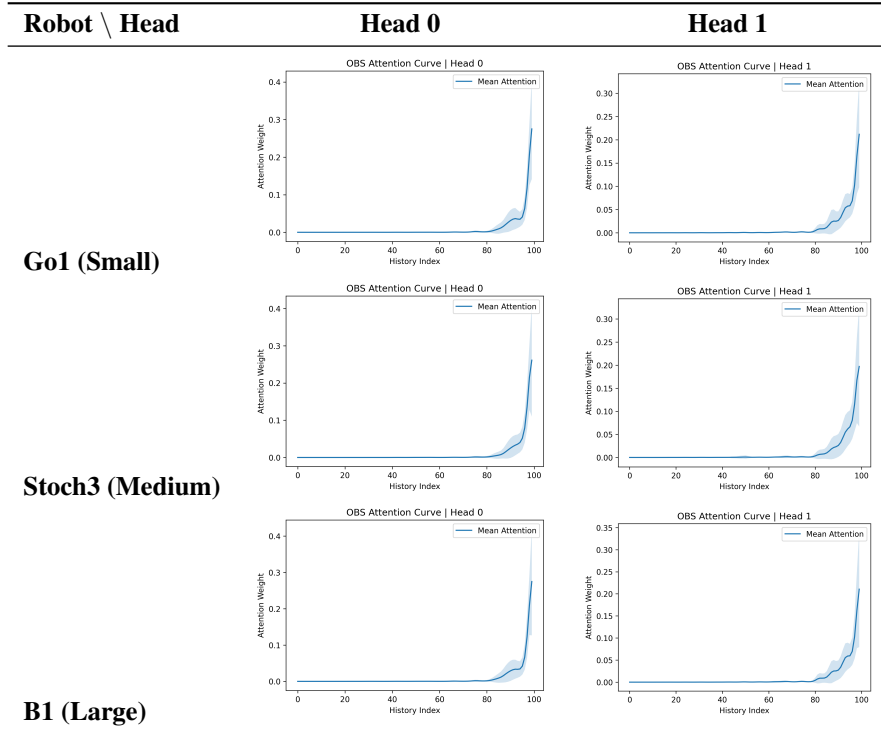 Robot \ Head Head 0 Head 1
OBS Attention Curve | Head 0
Mean Attention
0.4
0.3
0.2
0.1
0.0
Attention Weight
0 20 40 60 80 100
History Index
OBS Attention Curve | Head 1
Mean Attention
0.30
0.25
0.20
0.15
0.10
0.05
0.00
Attention Weight
0 20 40 60 80 100
History Index
Go1 (Small)
OBS Attention Curve | Head 0
Mean Attention
0.4
0.3
0.2
0.1
0.0
Attention Weight
0 20 40 60 80 100
History Index
OBS Attention Curve | Head 1
Mean Attention
0.30
0.25
0.20
0.15
0.10
0.05
0.00
Attention Weight
0 20 40 60 80 100
History Index
Stoch3 (Medium)
OBS Attention Curve | Head 0
Mean Attention
0.4
0.3
0.2
0.1
0.0
Attention Weight
0 20 40 60 80 100
History Index
OBS Attention Curve | Head 1
Mean Attention
0.35
0.30
0.25
0.20
0.15
0.10
0.05
0.00
Attention Weight
0 20 40 60 80 100
History Index
B1 (Large)